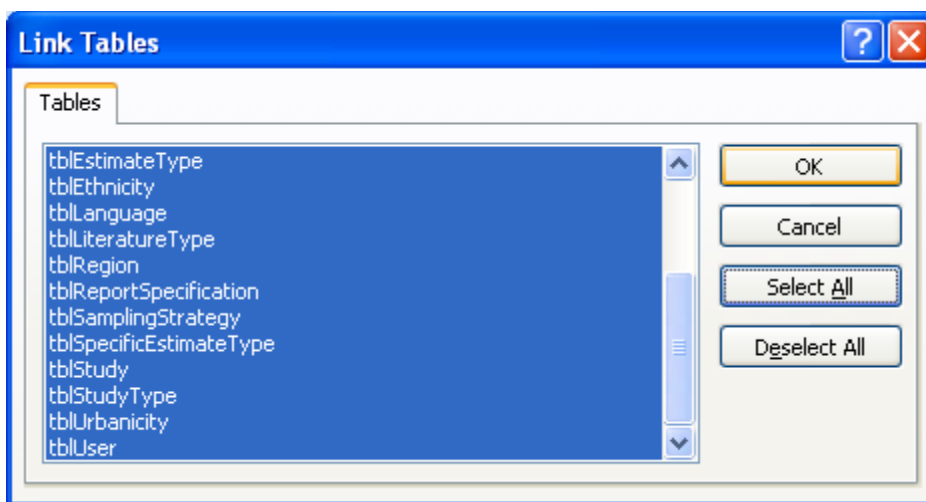 Link Tables
Tables
tblEstimateType
tblEthnicity
tblLanguage
tblLiteratureType
tblRegion
tblReportSpecification
tblSamplingStrategy
tblSpecificEstimateType
tblStudy
tblStudyType
tblUrbanicity
tblUser
OK
Cancel
Select All
Deselect All